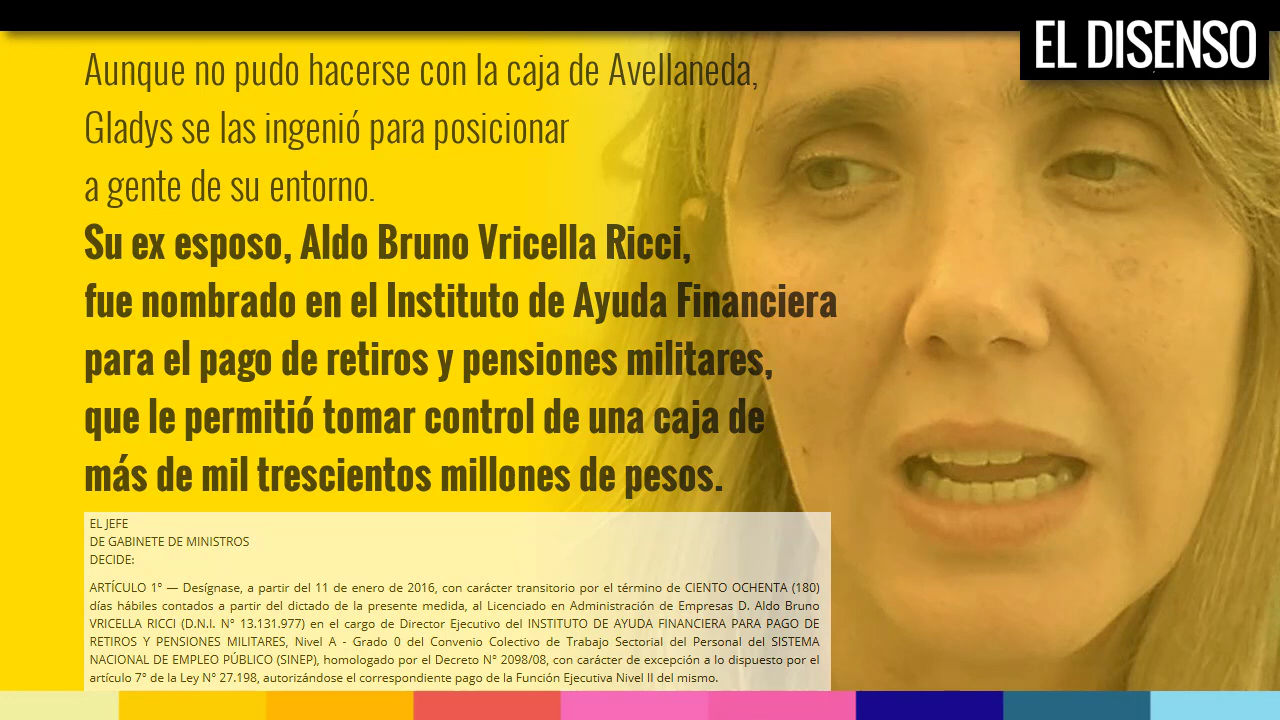 EL DISENSO
Aunque no pudo hacerse con la caja de Avellaneda,
Gladys se las ingenió para posicionar
a gente de su entorno.
Su ex esposo, Aldo Bruno Vricella Ricci,
fue nombrado en el Instituto de Ayuda Financiera
para el pago de retiros y pensiones militares,
que le permitió tomar control de una caja de
más de mil trescientos millones de pesos.
EL JEFE
DE GABINETE DE MINISTROS
DECIDE:
ARTÍCULO 1° — Desígnase, a partir del 11 de enero de 2016, con carácter transitorio por el término de CIENTO OCHENTA (180)
días hábiles contados a partir del dictado de la presente medida, al Licenciado en Administración de Empresas D. Aldo Bruno
VRICELLA RICCI (D.N.I. N° 13.131.977) en el cargo de Director Ejecutivo del INSTITUTO DE AYUDA FINANCIERA PARA PAGO DE
RETIROS Y PENSIONES MILITARES, Nivel A - Grado 0 del Convenio Colectivo de Trabajo Sectorial del Personal del SISTEMA
NACIONAL DE EMPLEO PÚBLICO (SINEP), homologado por el Decreto N° 2098/08, con carácter de excepción a lo dispuesto por el
artículo 7° de la Ley N° 27.198, autorizándose el correspondiente pago de la Función Ejecutiva Nivel II del mismo.